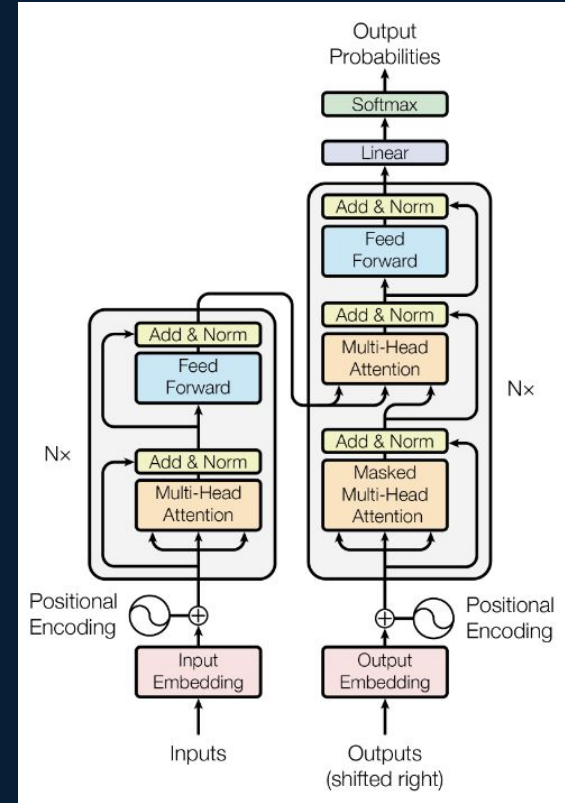 Output
Probabilities
Softmax
Linear
Add & Norm
Feed
Forward
Add & Norm
Multi-Head
Attention
Add & Norm
Masked
Multi-Head
Attention
Nx
Positional
Encoding
Output
Embedding
Outputs
(shifted right)
Add & Norm
Feed
Forward
Add & Norm
Multi-Head
Attention
Nx
Positional
Encoding
Input
Embedding
Inputs